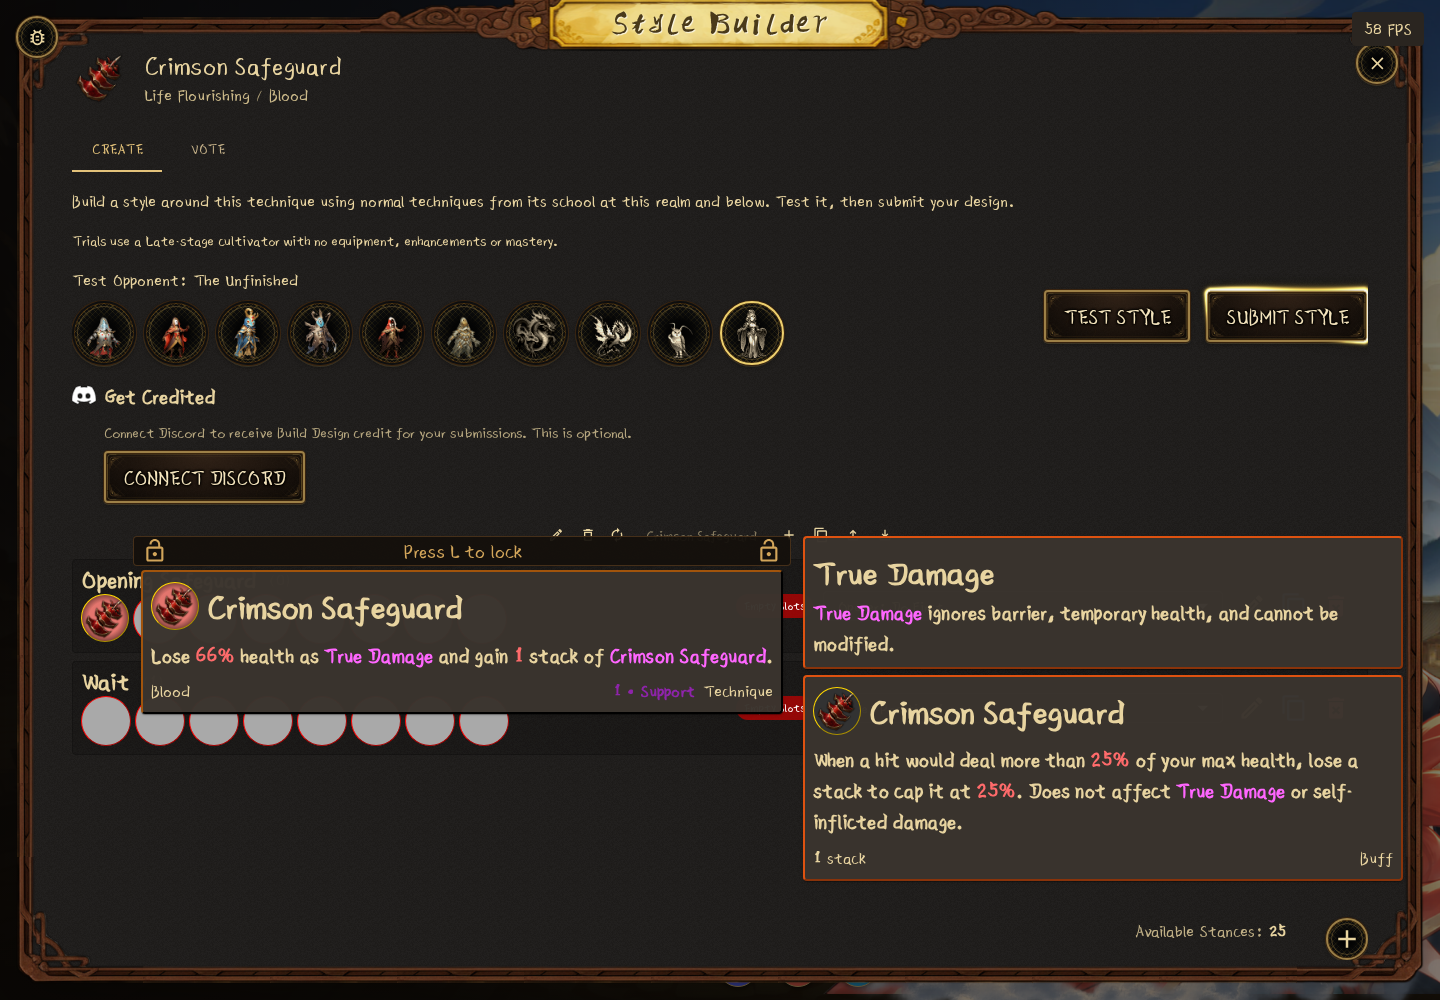 Style Builder
58 FPS
Crimson Safeguard
Life Flourishing / Blood
CREATE
VOTE
Build a style around this technique using normal techniques from its school at this realm and below. Test it, then submit your design.
Trials use a Late-stage cultivator with no equipment, enhancements or mastery.
Test Opponent: The Unfinished
TEST STYLE
SUBMIT STYLE
Get Credited
Connect Discord to receive Build Design credit for your submissions. This is optional.
CONNECT DISCORD
Crimson Safeguard
Press L to lock
Crimson Safeguard
Lose 66% health as True Damage and gain 1 stack of Crimson Safeguard.
Blood
1 • Support Technique
Wait
True Damage
True Damage ignores barrier, temporary health, and cannot be
modified.
Crimson Safeguard
When a hit would deal more than 25% of your max health, lose a
stack to cap it at 25%. Does not affect True Damage or self-
inflicted damage.
1 stack
Buff
Available Stances: 25